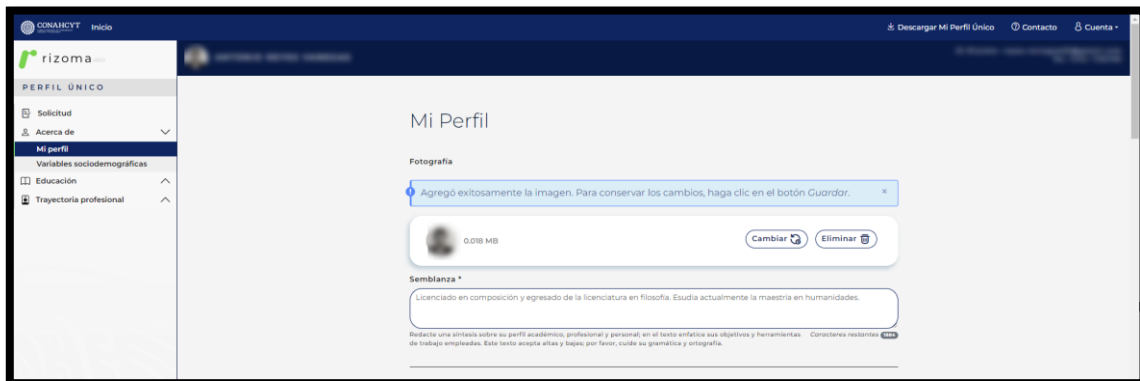 CONAHCYT Inicio
Descargar Mi Perfil Único Contacto Cuenta
rizoma
PERFIL ÚNICO
Solicitud
Acerca de
Mi perfil
Variables sociodemográficas
Educación
Trayectoria profesional
Mi Perfil
Fotografía
Agregó exitosamente la imagen. Para conservar los cambios, haga clic en el botón Guardar. ×
0.018 MB Cambiar Eliminar
Semblanza *
Licenciado en composición y egresado de la licenciatura en filosofía. Esudia actualmente la maestría en humanidades.
Redacte una síntesis sobre su perfil académico, profesional y personal; en el texto enfatice sus objetivos y herramientas Caracteres restantes
de trabajo empleadas. Este texto acepta altas y bajas; por favor, cuide su gramática y ortografía.